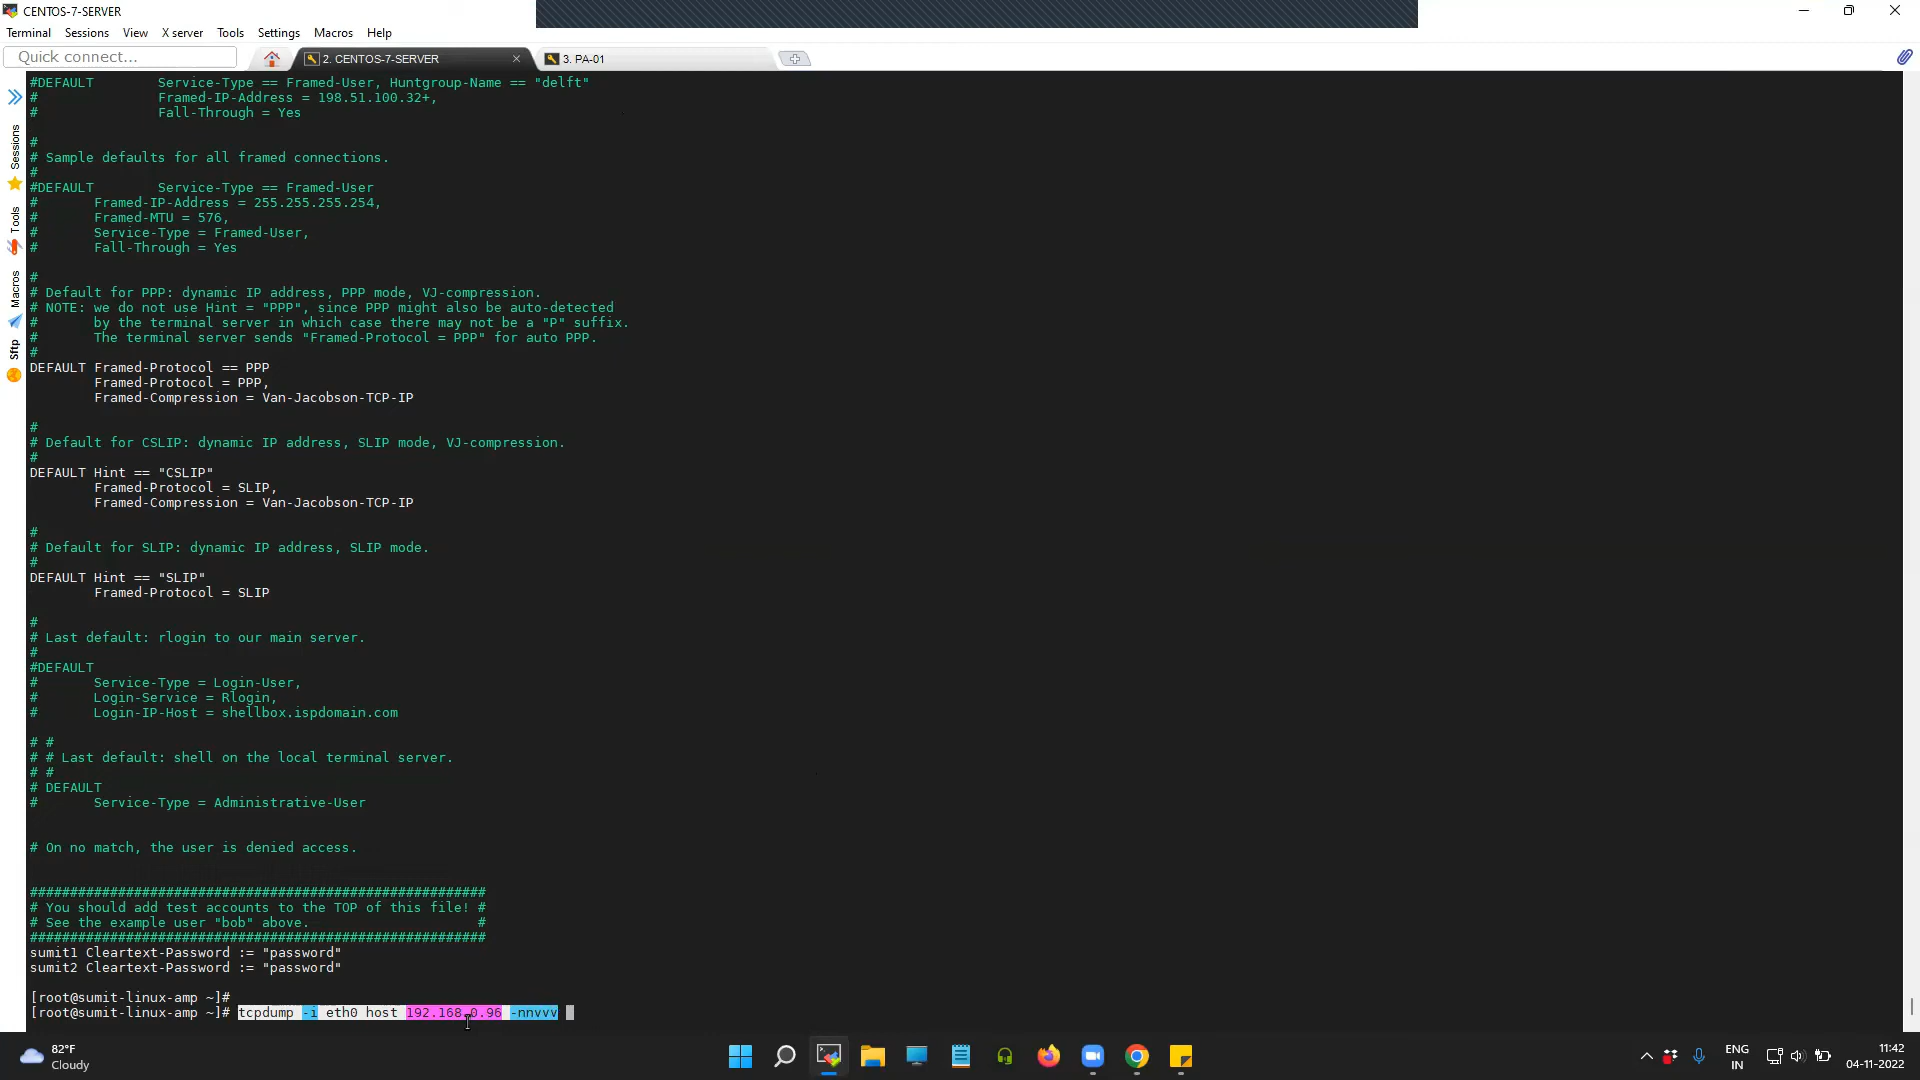 CENTOS-7-SERVER
Terminal Sessions View X server Tools Settings Macros Help
Quick connect...
2. CENTOS-7-SERVER
3. PA-01
Sessions
Tools
Macros
Sftp
#DEFAULT        Service-Type == Framed-User, Huntgroup-Name == "delft"
#               Framed-IP-Address = 198.51.100.32+,
#               Fall-Through = Yes
#
# Sample defaults for all framed connections.
#
#DEFAULT        Service-Type == Framed-User
#       Framed-IP-Address = 255.255.255.254,
#       Framed-MTU = 576,
#       Service-Type = Framed-User,
#       Fall-Through = Yes
#
# Default for PPP: dynamic IP address, PPP mode, VJ-compression.
# NOTE: we do not use Hint = "PPP", since PPP might also be auto-detected
#       by the terminal server in which case there may not be a "P" suffix.
#       The terminal server sends "Framed-Protocol = PPP" for auto PPP.
#
DEFAULT Framed-Protocol == PPP
        Framed-Protocol = PPP,
        Framed-Compression = Van-Jacobson-TCP-IP
#
# Default for CSLIP: dynamic IP address, SLIP mode, VJ-compression.
#
DEFAULT Hint == "CSLIP"
        Framed-Protocol = SLIP,
        Framed-Compression = Van-Jacobson-TCP-IP
#
# Default for SLIP: dynamic IP address, SLIP mode.
#
DEFAULT Hint == "SLIP"
        Framed-Protocol = SLIP
#
# Last default: rlogin to our main server.
#
#DEFAULT
#       Service-Type = Login-User,
#       Login-Service = Rlogin,
#       Login-IP-Host = shellbox.ispdomain.com
# #
# # Last default: shell on the local terminal server.
# #
# DEFAULT
#       Service-Type = Administrative-User
# On no match, the user is denied access.
#########################################################
# You should add test accounts to the TOP of this file! #
# See the example user "bob" above.                     #
#########################################################
sumit1 Cleartext-Password := "password"
sumit2 Cleartext-Password := "password"
[root@sumit-linux-amp ~]#
[root@sumit-linux-amp ~]# tcpdump -i eth0 host 192.168.0.96 -nnvvv
82°F
Cloudy
ENG
IN
11:42
04-11-2022